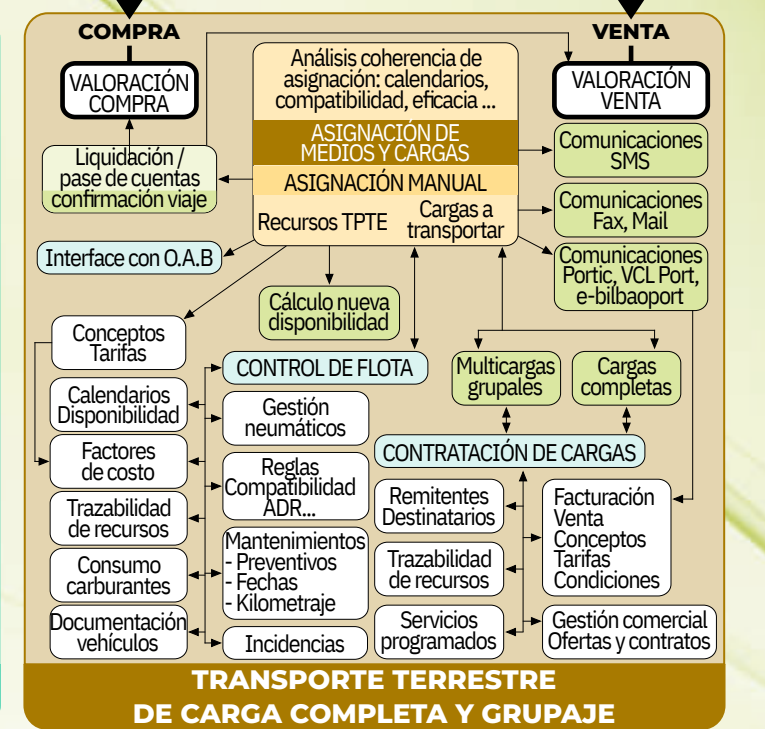 COMPRA
VENTA
VALORACIÓN
COMPRA
Análisis coherencia de
asignación: calendarios,
compatibilidad, eficacia ...
VALORACIÓN
VENTA
ASIGNACIÓN DE
MEDIOS Y CARGAS
ASIGNACIÓN MANUAL
Recursos TPTE
Cargas a
transportar
Liquidación /
pase de cuentas
confirmación viaje
Comunicaciones
SMS
Comunicaciones
Fax, Mail
Comunicaciones
Portic, VCL Port,
e-bilbaoport
Interface con O.A.B
Cálculo nueva
disponibilidad
Conceptos
Tarifas
CONTROL DE FLOTA
Multicargas
grupales
Cargas
completas
Calendarios
Disponibilidad
Gestión
neumáticos
Factores
de costo
Reglas
Compatibilidad
ADR...
CONTRATACIÓN DE CARGAS
Trazabilidad
de recursos
Mantenimientos
- Preventivos
- Fechas
- Kilometraje
Remitentes
Destinatarios
Facturación
Venta
Conceptos
Tarifas
Condiciones
Consumo
carburantes
Trazabilidad
de recursos
Documentación
vehículos
Incidencias
Servicios
programados
Gestión comercial
Ofertas y contratos
TRANSPORTE TERRESTRE
DE CARGA COMPLETA Y GRUPAJE